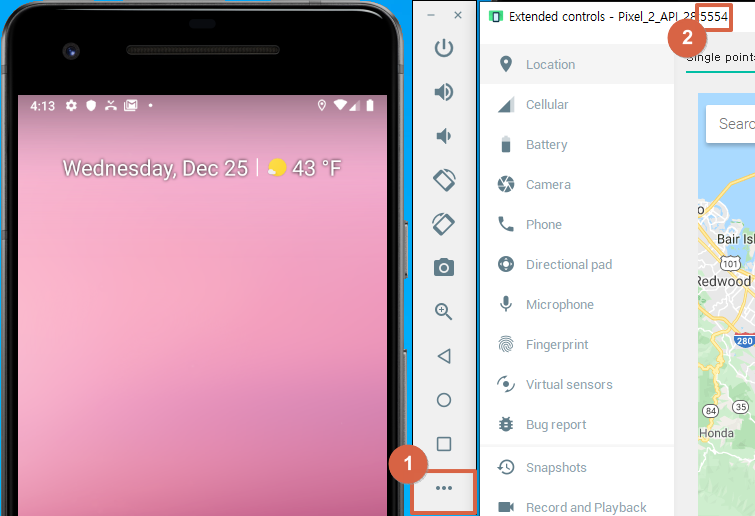 Extended controls - Pixel_2_API_28:5554
2
4:13
Wednesday, Dec 25 | 43 °F
1
Single points
Location
Cellular
Battery
Camera
Phone
Directional pad
Microphone
Fingerprint
Virtual sensors
Bug report
Snapshots
Record and Playback
Searc
o
Bair Isl
101
Redwood
280
84
35
Honda